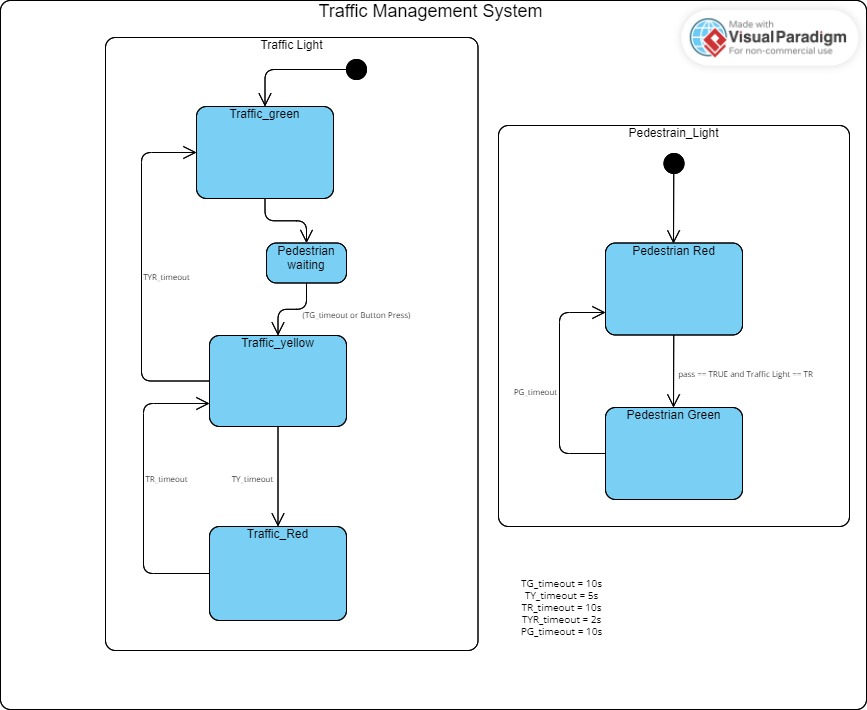 Traffic Management System
Made with
VisualParadigm
For non-commercial use
Traffic Light
Traffic_green
Pedestrian
waiting
TYR_timeout
(TG_timeout or Button Press)
Traffic_yellow
TR_timeout
TY_timeout
Traffic_Red
Pedestrain_Light
Pedestrian Red
pass == TRUE and Traffic Light == TR
PG_timeout
Pedestrian Green
TG_timeout = 10s
TY_timeout = 5s
TR_timeout = 10s
TYR_timeout = 2s
PG_timeout = 10s